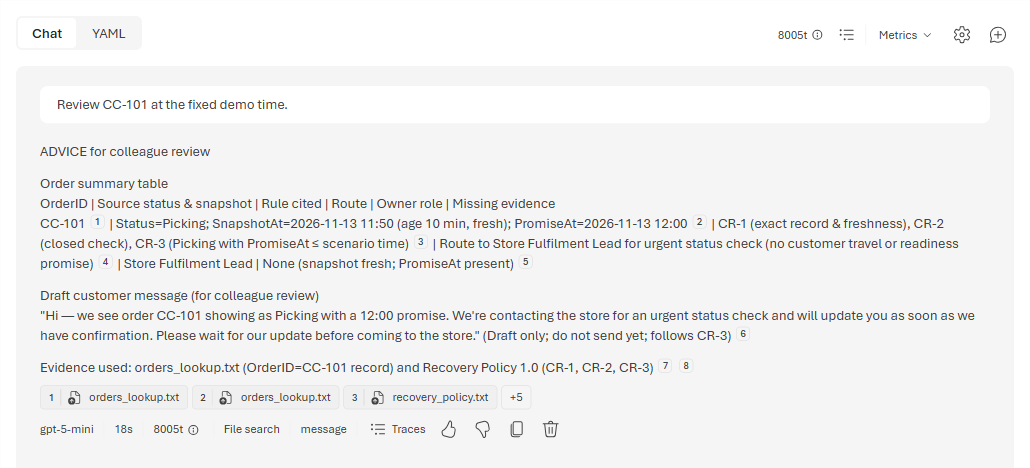 Chat YAML 8005t Metrics
Review CC-101 at the fixed demo time.
ADVICE for colleague review
Order summary table
OrderID | Source status & snapshot | Rule cited | Route | Owner role | Missing evidence
CC-101 1 | Status=Picking; SnapshotAt=2026-11-13 11:50 (age 10 min, fresh); PromiseAt=2026-11-13 12:00 2 | CR-1 (exact record & freshness), CR-2
(closed check), CR-3 (Picking with PromiseAt ≤ scenario time) 3 | Route to Store Fulfilment Lead for urgent status check (no customer travel or readiness
promise) 4 | Store Fulfilment Lead | None (snapshot fresh; PromiseAt present) 5
Draft customer message (for colleague review)
"Hi — we see order CC-101 showing as Picking with a 12:00 promise. We're contacting the store for an urgent status check and will update you as soon as we
have confirmation. Please wait for our update before coming to the store." (Draft only; do not send yet; follows CR-3) 6
Evidence used: orders_lookup.txt (OrderID=CC-101 record) and Recovery Policy 1.0 (CR-1, CR-2, CR-3) 7 8
1 orders_lookup.txt 2 orders_lookup.txt 3 recovery_policy.txt +5
gpt-5-mini 18s 8005t File search message Traces